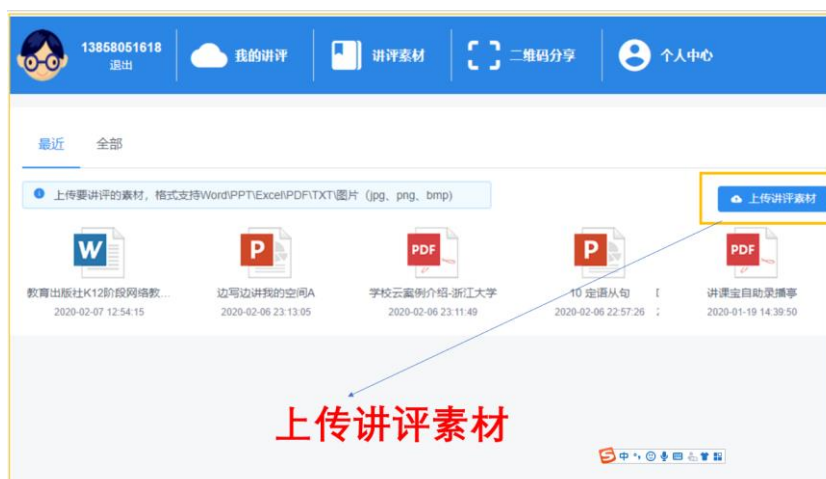 13858051618
退出
我的讲评
讲评素材
二维码分享
个人中心
最近
全部
上传要讲评的素材，格式支持Word\PPT\Excel\PDF\TXT\图片（jpg、png、bmp）
上传讲评素材
W
P
PDF
P
PDF
教育出版社K12阶段网络教...
边写边讲我的空间A
学校云案例介绍-浙江大学
10 定语从句
讲课宝自助录播亭
2020-02-07 12:54:15
2020-02-06 23:13:05
2020-02-06 23:11:49
2020-02-06 22:57:26
2020-01-19 14:39:50
上传讲评素材
S
中